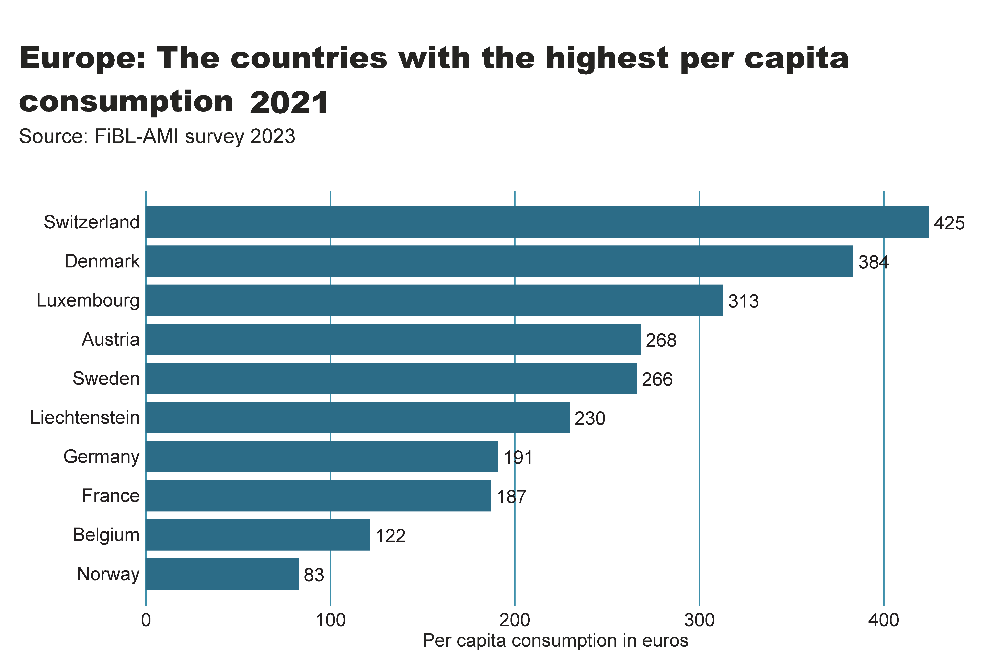 Europe: The countries with the highest per capita
consumption 2021
Source: FiBL-AMI survey 2023
Switzerland 425
Denmark 384
Luxembourg 313
Austria 268
Sweden 266
Liechtenstein 230
Germany 191
France 187
Belgium 122
Norway 83
0 100 200 300 400
Per capita consumption in euros